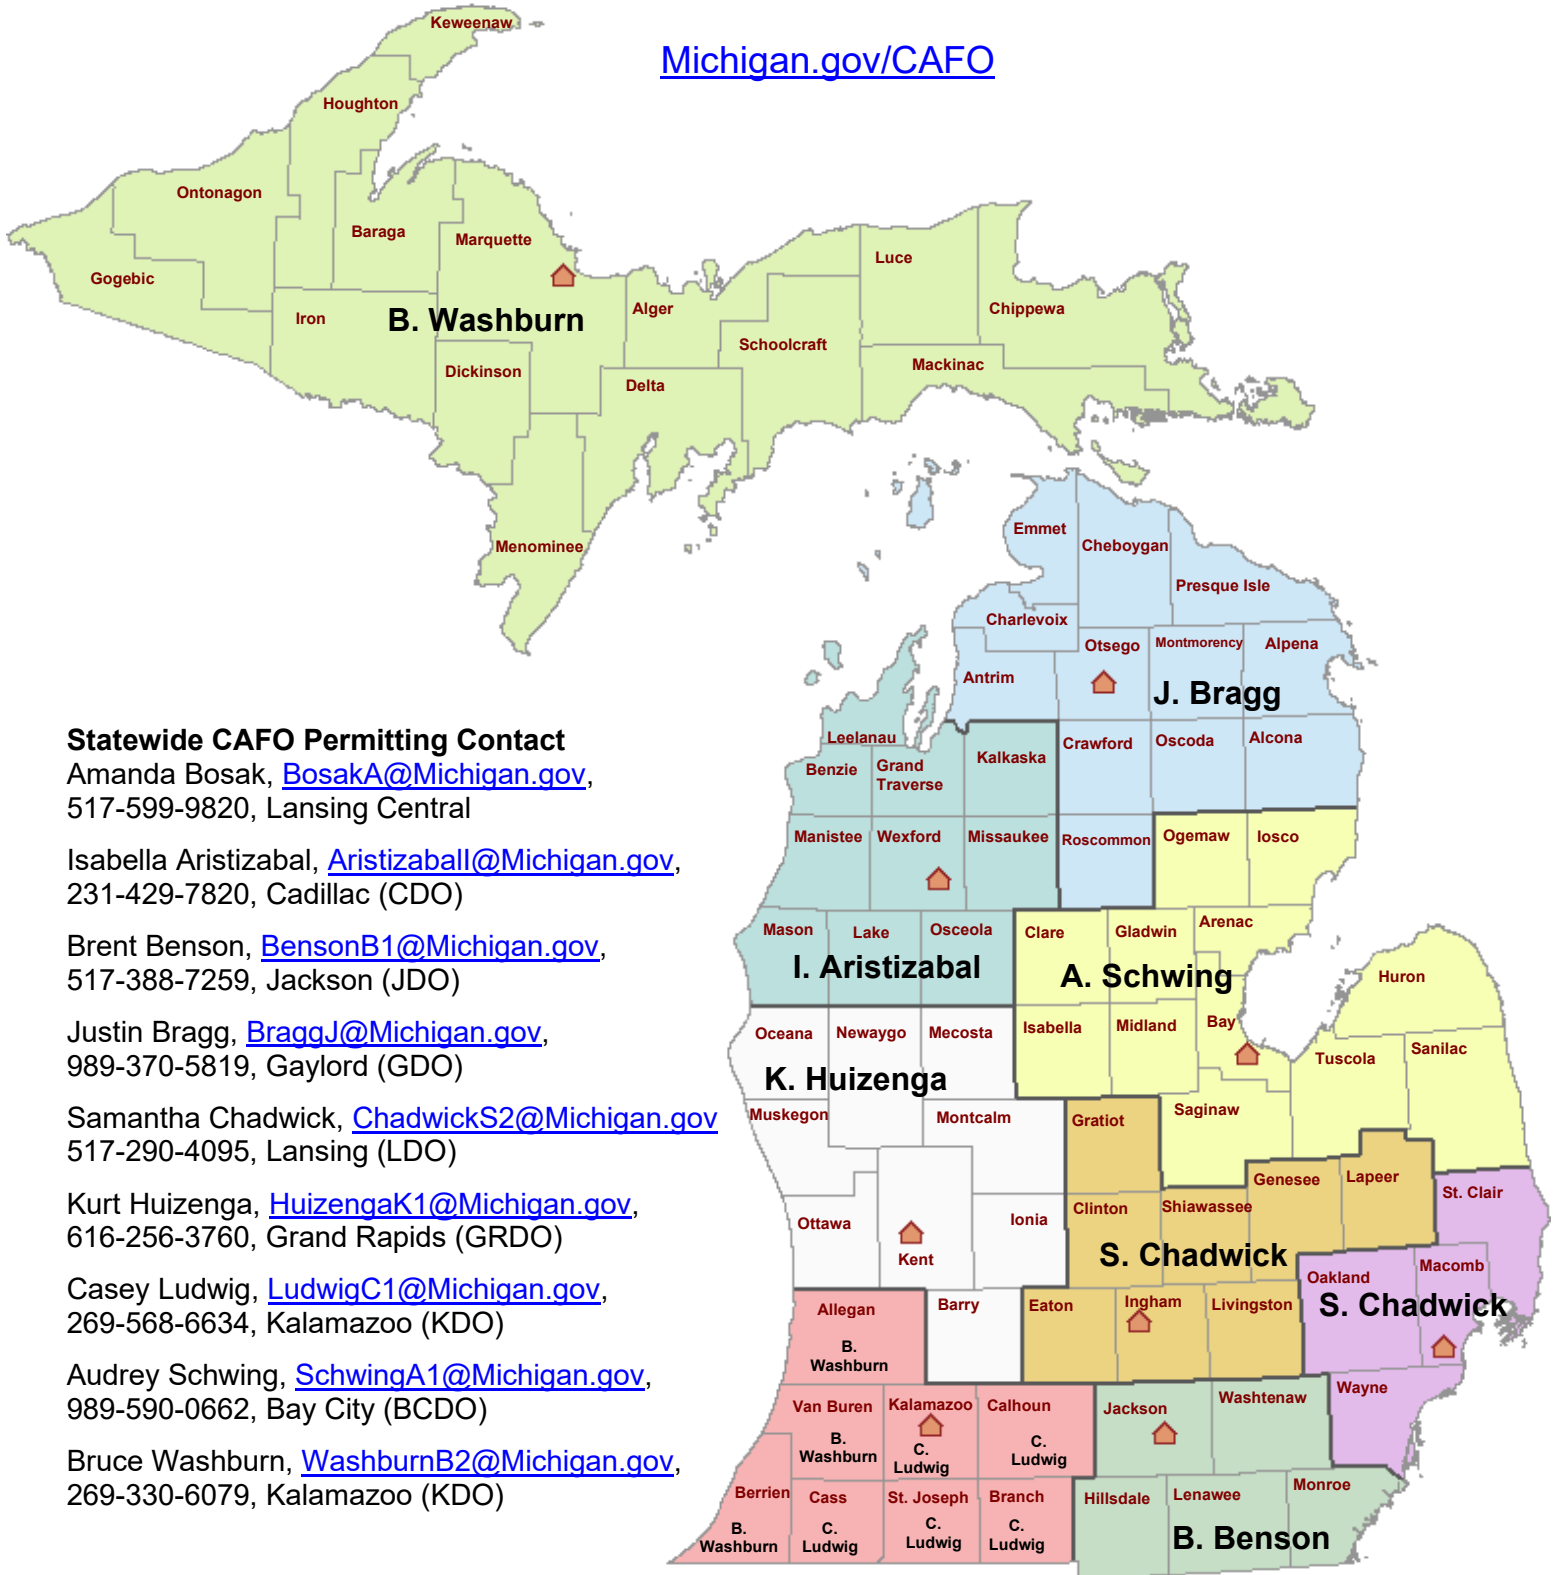 Michigan.gov/CAFO
Keweenaw
Houghton
Ontonagon
Baraga
Marquette
Gogebic
Iron
B. Washburn
Alger
Luce
Chippewa
Schoolcraft
Mackinac
Dickinson
Delta
Menominee
Emmet
Cheboygan
Presque Isle
Charlevoix
Otsego
Montmorency
Alpena
Antrim
J. Bragg
Leelanau
Benzie
Grand
Traverse
Kalkaska
Crawford
Oscoda
Alcona
Manistee
Wexford
Missaukee
Roscommon
Ogemaw
Iosco
Mason
Lake
Osceola
I. Aristizabal
Clare
Gladwin
Arenac
A. Schwing
Huron
Oceana
Newaygo
Mecosta
Isabella
Midland
Bay
Tuscola
Sanilac
K. Huizenga
Muskegon
Montcalm
Gratiot
Saginaw
Genesee
Lapeer
St. Clair
Ottawa
Kent
Ionia
Clinton
Shiawassee
S. Chadwick
Oakland
Macomb
S. Chadwick
Allegan
B.
Washburn
Barry
Eaton
Ingham
Livingston
Wayne
Van Buren
B.
Washburn
Kalamazoo
C.
Ludwig
Calhoun
C.
Ludwig
Jackson
Washtenaw
Berrien
B.
Washburn
Cass
C.
Ludwig
St. Joseph
C.
Ludwig
Branch
C.
Ludwig
Hillsdale
Lenawee
Monroe
B. Benson
Statewide CAFO Permitting Contact
Amanda Bosak, BosakA@Michigan.gov,
517-599-9820, Lansing Central
Isabella Aristizabal, AristizabalI@Michigan.gov,
231-429-7820, Cadillac (CDO)
Brent Benson, BensonB1@Michigan.gov,
517-388-7259, Jackson (JDO)
Justin Bragg, BraggJ@Michigan.gov,
989-370-5819, Gaylord (GDO)
Samantha Chadwick, ChadwickS2@Michigan.gov
517-290-4095, Lansing (LDO)
Kurt Huizenga, HuizengaK1@Michigan.gov,
616-256-3760, Grand Rapids (GRDO)
Casey Ludwig, LudwigC1@Michigan.gov,
269-568-6634, Kalamazoo (KDO)
Audrey Schwing, SchwingA1@Michigan.gov,
989-590-0662, Bay City (BCDO)
Bruce Washburn, WashburnB2@Michigan.gov,
269-330-6079, Kalamazoo (KDO)